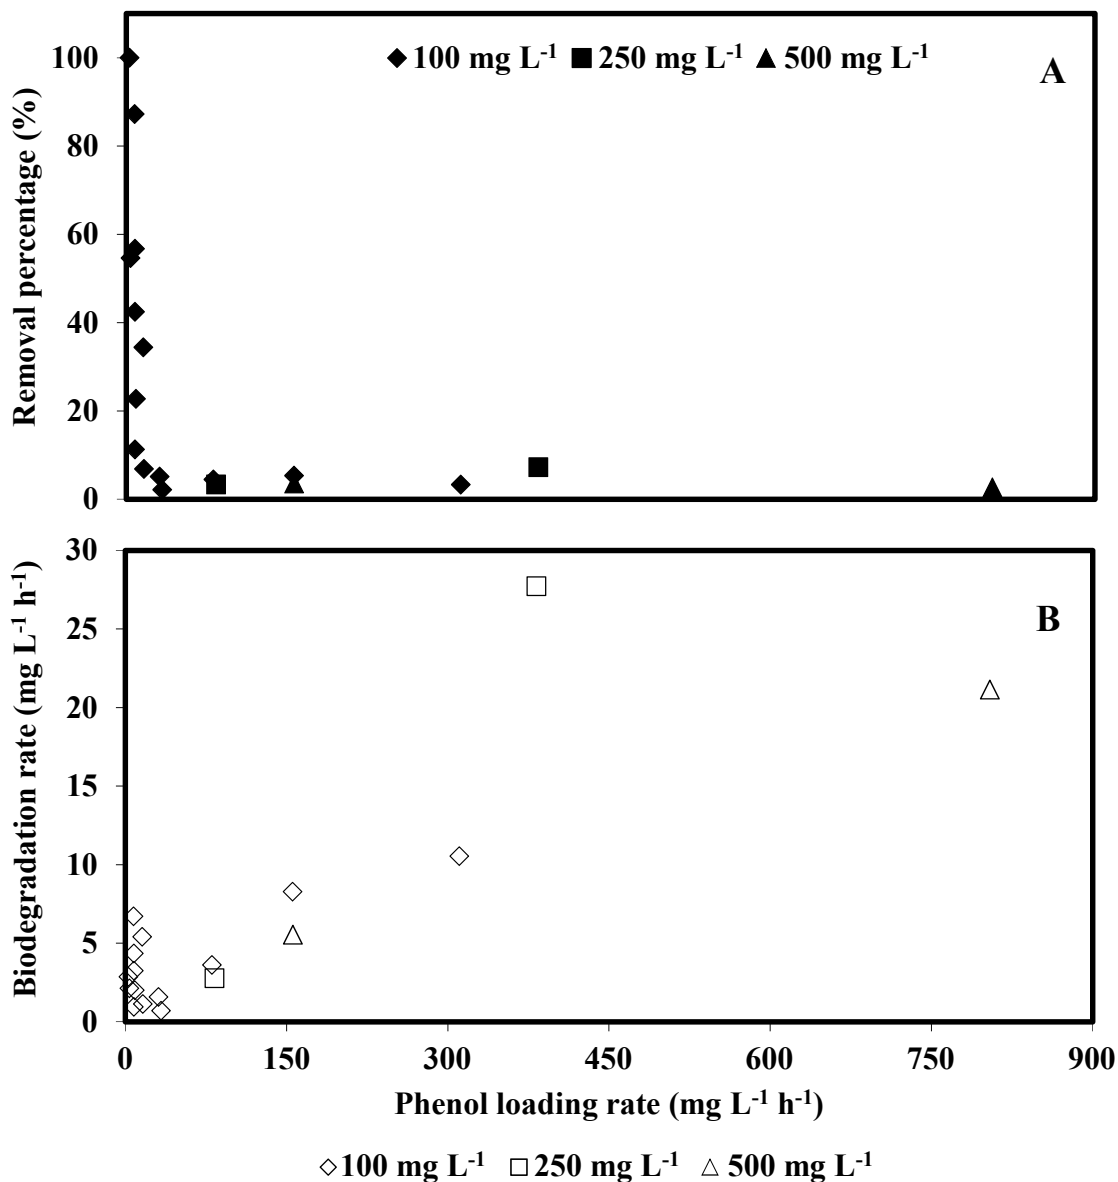 100 mg L⁻¹ 250 mg L⁻¹ 500 mg L⁻¹
A
Removal percentage (%)
100
80
60
40
20
0
B
Biodegradation rate (mg L⁻¹ h⁻¹)
30
25
20
15
10
5
0
0 150 300 450 600 750 900
Phenol loading rate (mg L⁻¹ h⁻¹)
100 mg L⁻¹ 250 mg L⁻¹ 500 mg L⁻¹